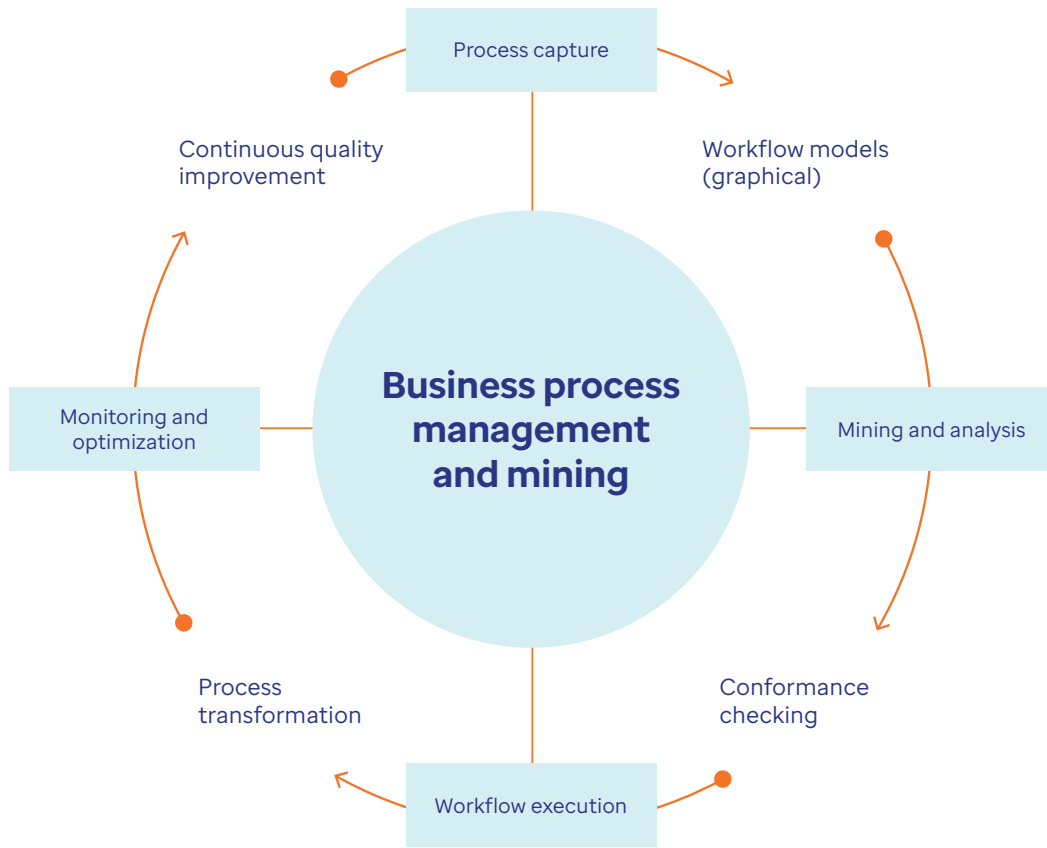 Process capture
Continuous quality
improvement
Workflow models
(graphical)
Business process
management
and mining
Monitoring and
optimization
Mining and analysis
Process
transformation
Conformance
checking
Workflow execution